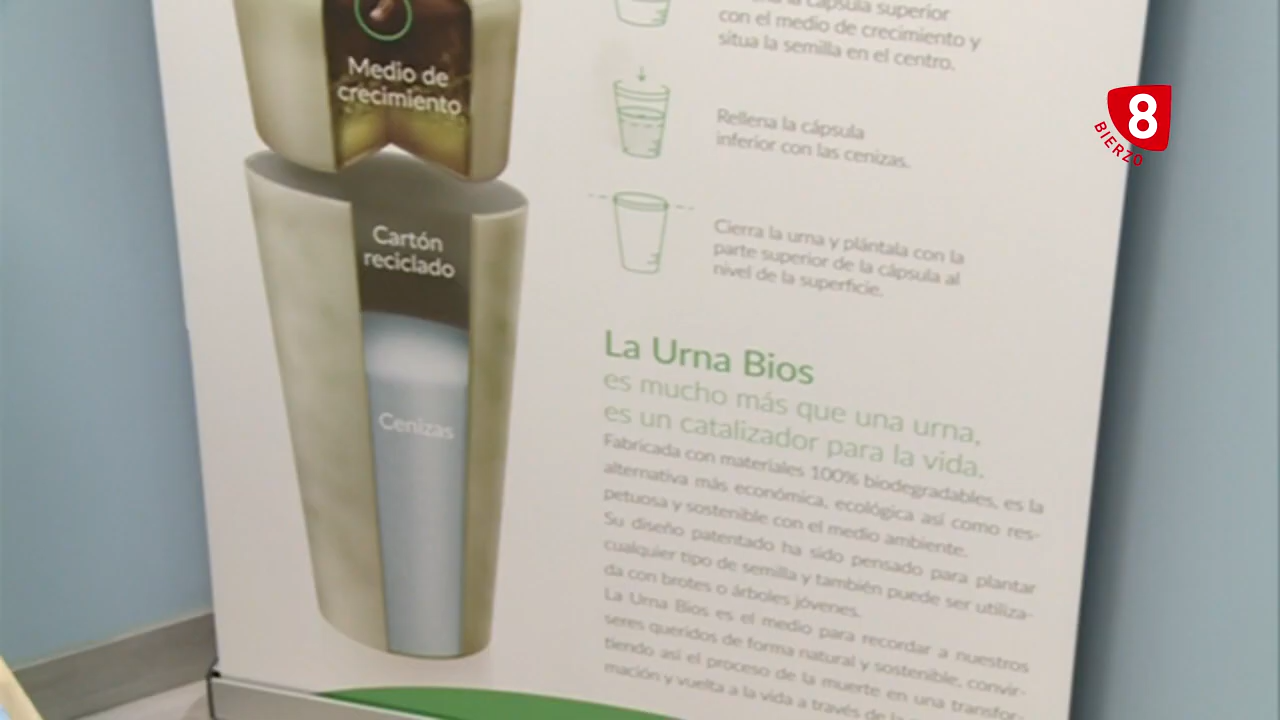 Medio de
crecimiento
Cartón
reciclado
Cenizas
la cápsula superior
con el medio de crecimiento y
situa la semilla en el centro.
Rellena la cápsula
inferior con las cenizas.
Cierra la urna y plántala con la
parte superior de la cápsula al
nivel de la superficie.
La Urna Bios
es mucho más que una urna,
es un catalizador para la vida.
Fabricada con materiales 100% biodegradables, es la
alternativa más económica, ecológica así como res-
petuosa y sostenible con el medio ambiente.
Su diseño patentado ha sido pensado para plantar
cualquier tipo de semilla y también puede ser utiliza-
da con brotes o árboles jóvenes.
La Urna Bios es el medio para recordar a nuestros
seres queridos de forma natural y sostenible, convir-
tiendo así el proceso de la muerte en una transfor-
mación y vuelta a la vida a través de la
8
BIERZO